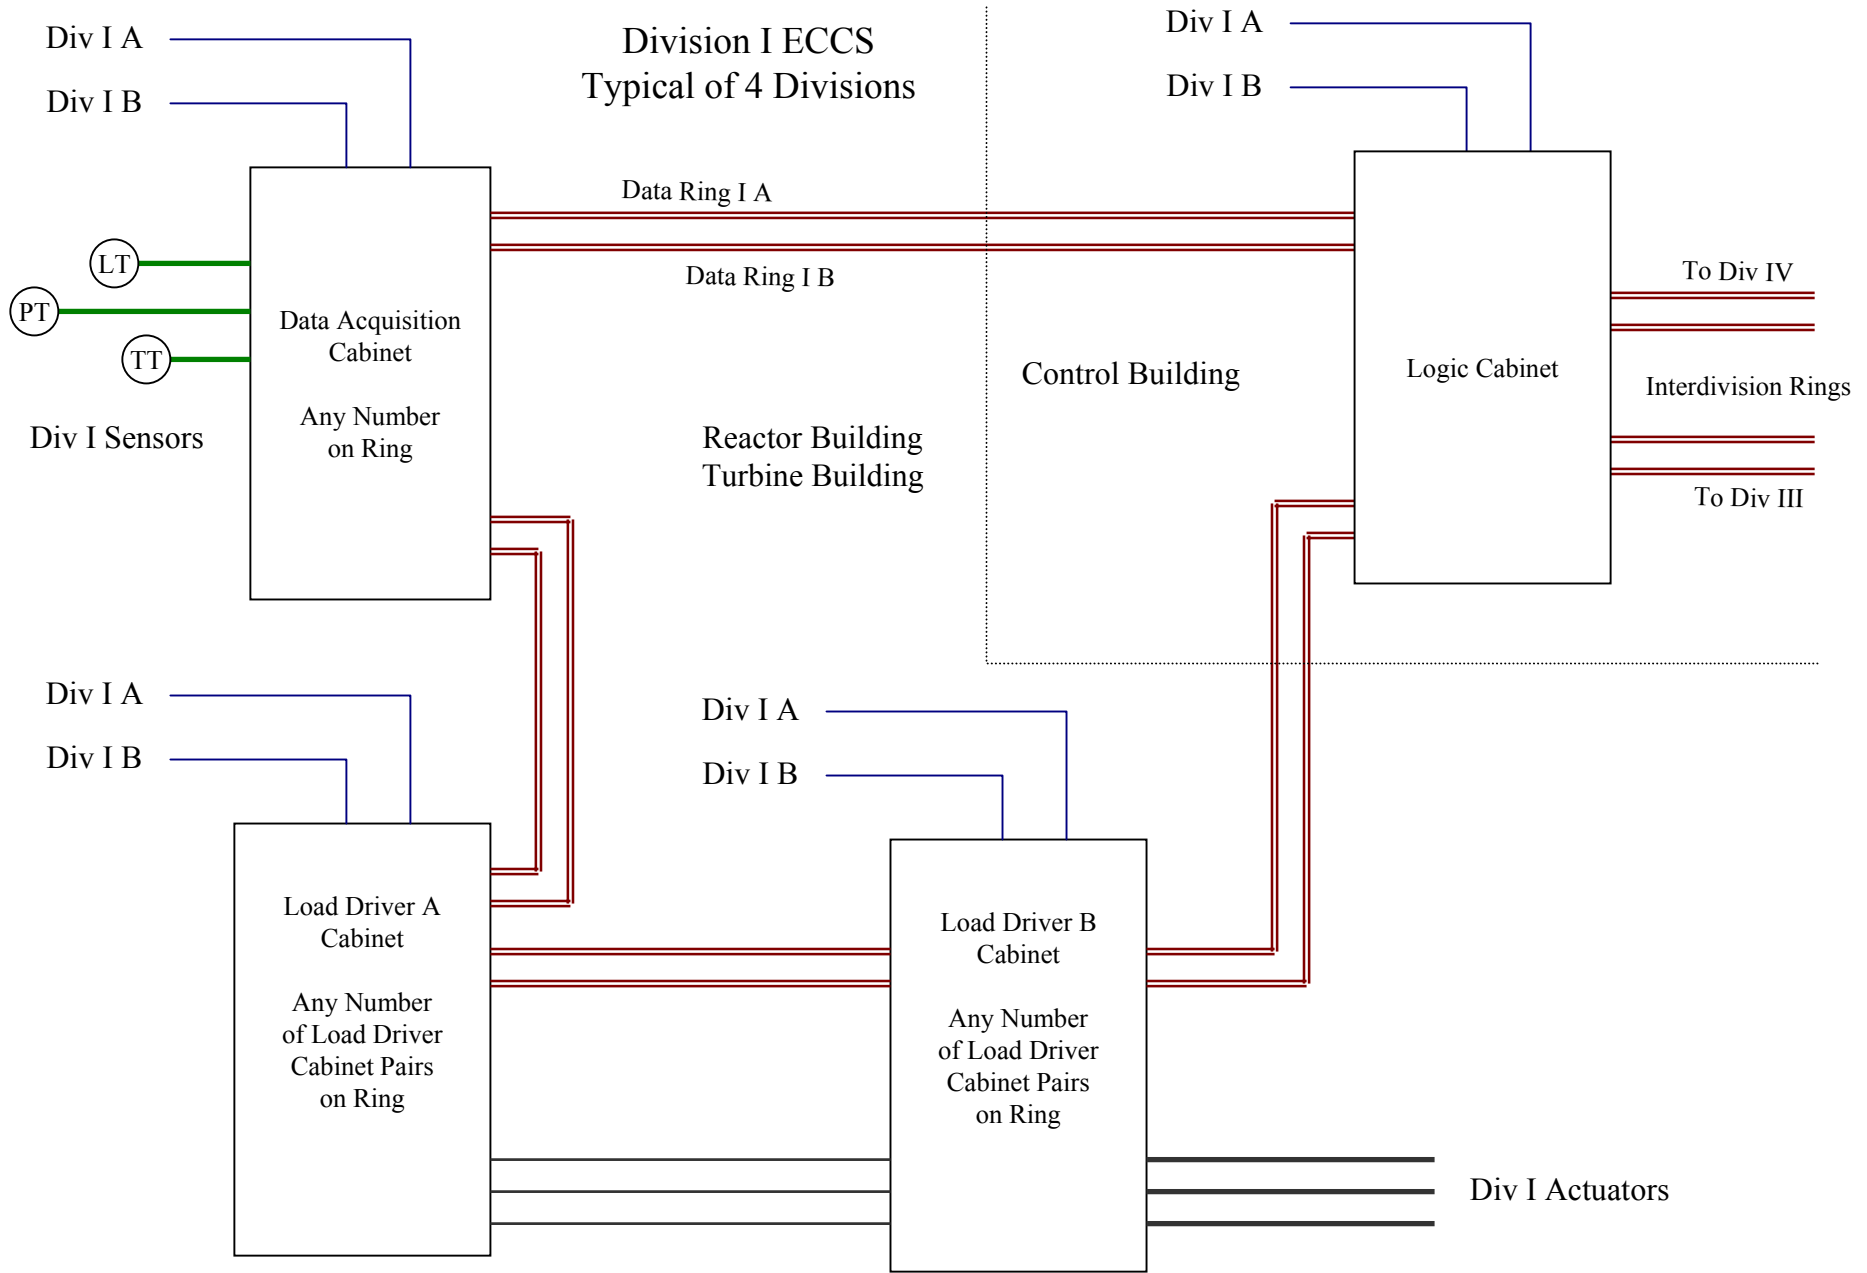 Div I A
Div I B
Division I ECCS
Typical of 4 Divisions
Div I A
Div I B
Data Ring I A
Data Ring I B
LT
PT
TT
Div I Sensors
Data Acquisition
Cabinet
Any Number
on Ring
Reactor Building
Turbine Building
Control Building
Logic Cabinet
To Div IV
Interdivision Rings
To Div III
Div I A
Div I B
Div I A
Div I B
Load Driver A
Cabinet
Any Number
of Load Driver
Cabinet Pairs
on Ring
Load Driver B
Cabinet
Any Number
of Load Driver
Cabinet Pairs
on Ring
Div I Actuators